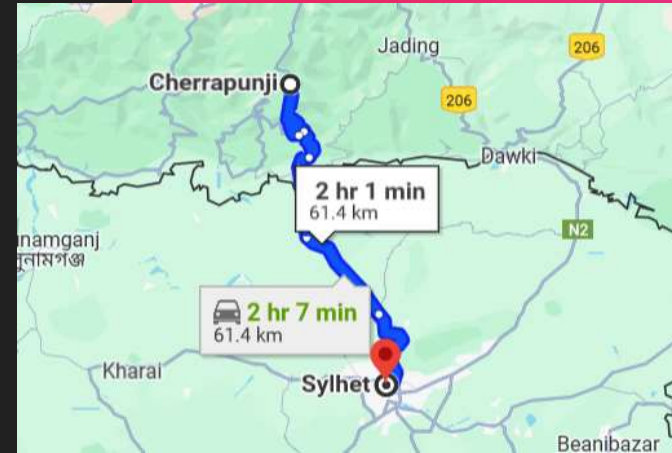 Jading
206
Cherrapunji
206
Dawki
2 hr 1 min
61.4 km
N2
namganj
নামগঞ্জ
2 hr 7 min
61.4 km
Kharai
Sylhet
Beanibazar